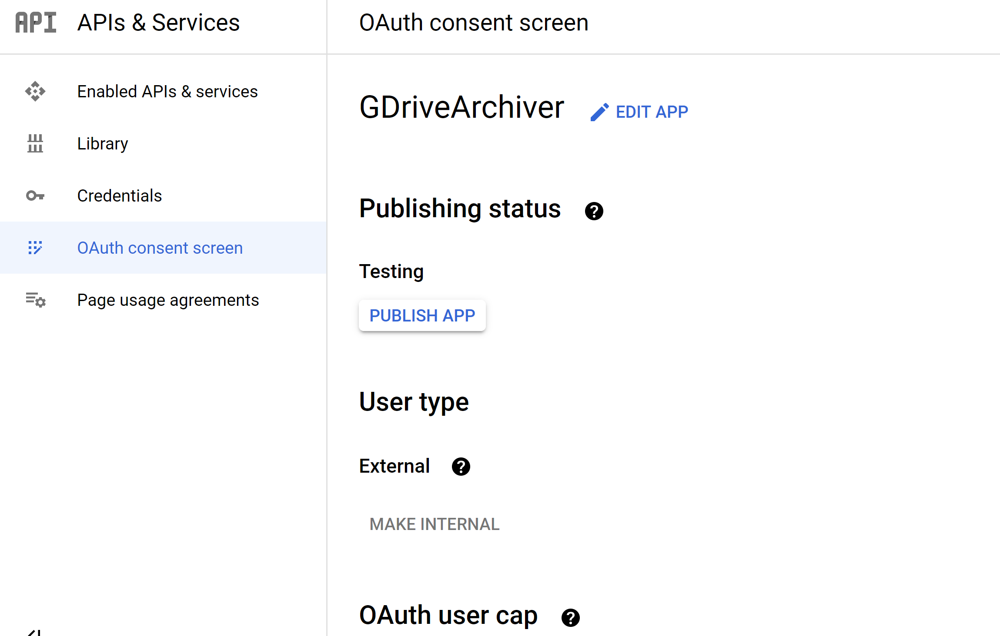 API APIs & Services
Enabled APIs & services
Library
Credentials
OAuth consent screen
Page usage agreements
OAuth consent screen
GDriveArchiver EDIT APP
Publishing status
Testing
PUBLISH APP
User type
External
MAKE INTERNAL
OAuth user cap